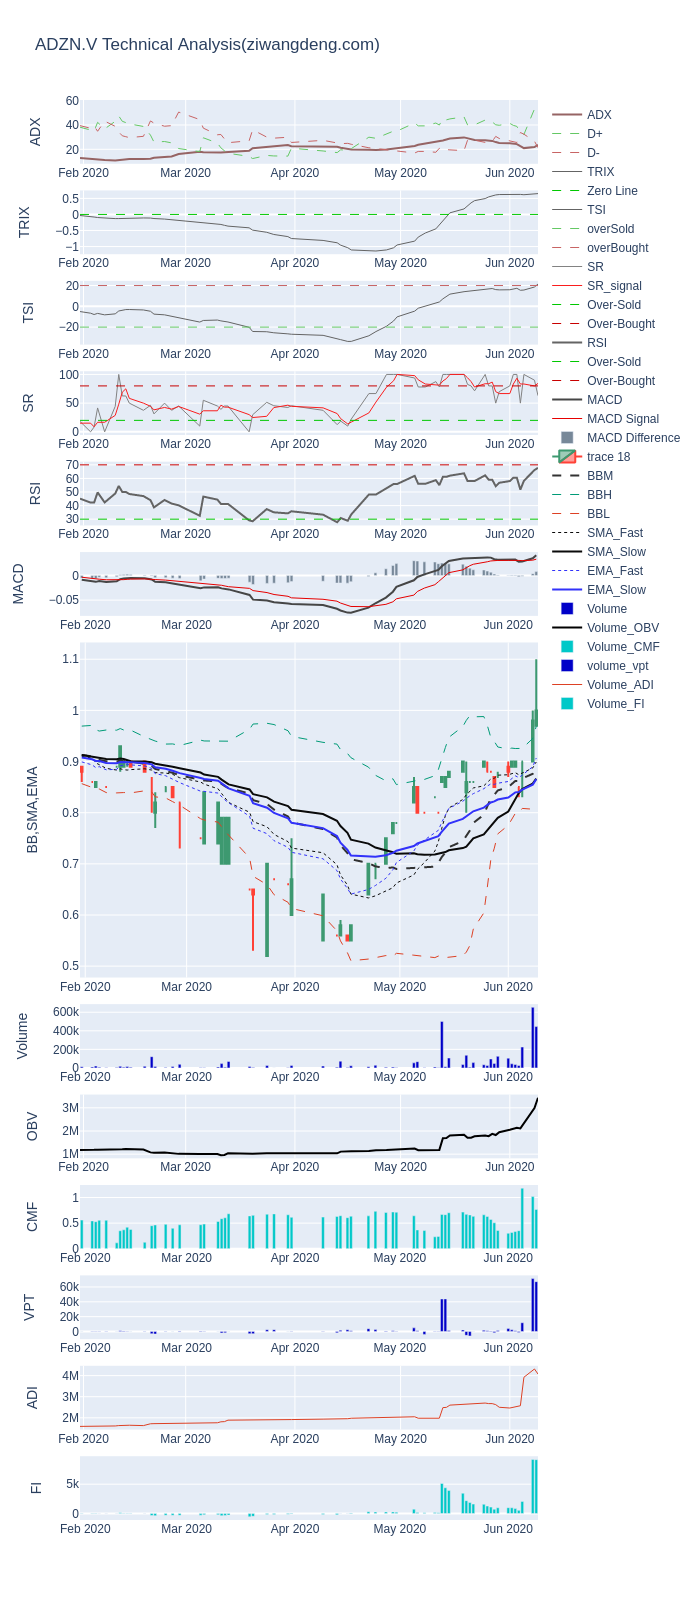 ADZN.V Technical Analysis(ziwangdeng.com)
ADX
60
40
20
Feb 2020 Mar 2020 Apr 2020 May 2020 Jun 2020
TRIX
0.5
0
−0.5
−1
Feb 2020 Mar 2020 Apr 2020 May 2020 Jun 2020
TSI
20
0
−20
Feb 2020 Mar 2020 Apr 2020 May 2020 Jun 2020
SR
100
50
0
Feb 2020 Mar 2020 Apr 2020 May 2020 Jun 2020
RSI
70
60
50
40
30
Feb 2020 Mar 2020 Apr 2020 May 2020 Jun 2020
MACD
0
−0.05
Feb 2020 Mar 2020 Apr 2020 May 2020 Jun 2020
BB,SMA,EMA
1.1
1
0.9
0.8
0.7
0.6
0.5
Feb 2020 Mar 2020 Apr 2020 May 2020 Jun 2020
Volume
600k
400k
200k
0
Feb 2020 Mar 2020 Apr 2020 May 2020 Jun 2020
OBV
3M
2M
1M
Feb 2020 Mar 2020 Apr 2020 May 2020 Jun 2020
CMF
1
0.5
0
Feb 2020 Mar 2020 Apr 2020 May 2020 Jun 2020
VPT
60k
40k
20k
0
Feb 2020 Mar 2020 Apr 2020 May 2020 Jun 2020
ADI
4M
3M
2M
Feb 2020 Mar 2020 Apr 2020 May 2020 Jun 2020
FI
5k
0
Feb 2020 Mar 2020 Apr 2020 May 2020 Jun 2020
ADX
D+
D-
TRIX
Zero Line
TSI
overSold
overBought
SR
SR_signal
Over-Sold
Over-Bought
RSI
Over-Sold
Over-Bought
MACD
MACD Signal
MACD Difference
trace 18
BBM
BBH
BBL
SMA_Fast
SMA_Slow
EMA_Fast
EMA_Slow
Volume
Volume_OBV
Volume_CMF
volume_vpt
Volume_ADI
Volume_FI